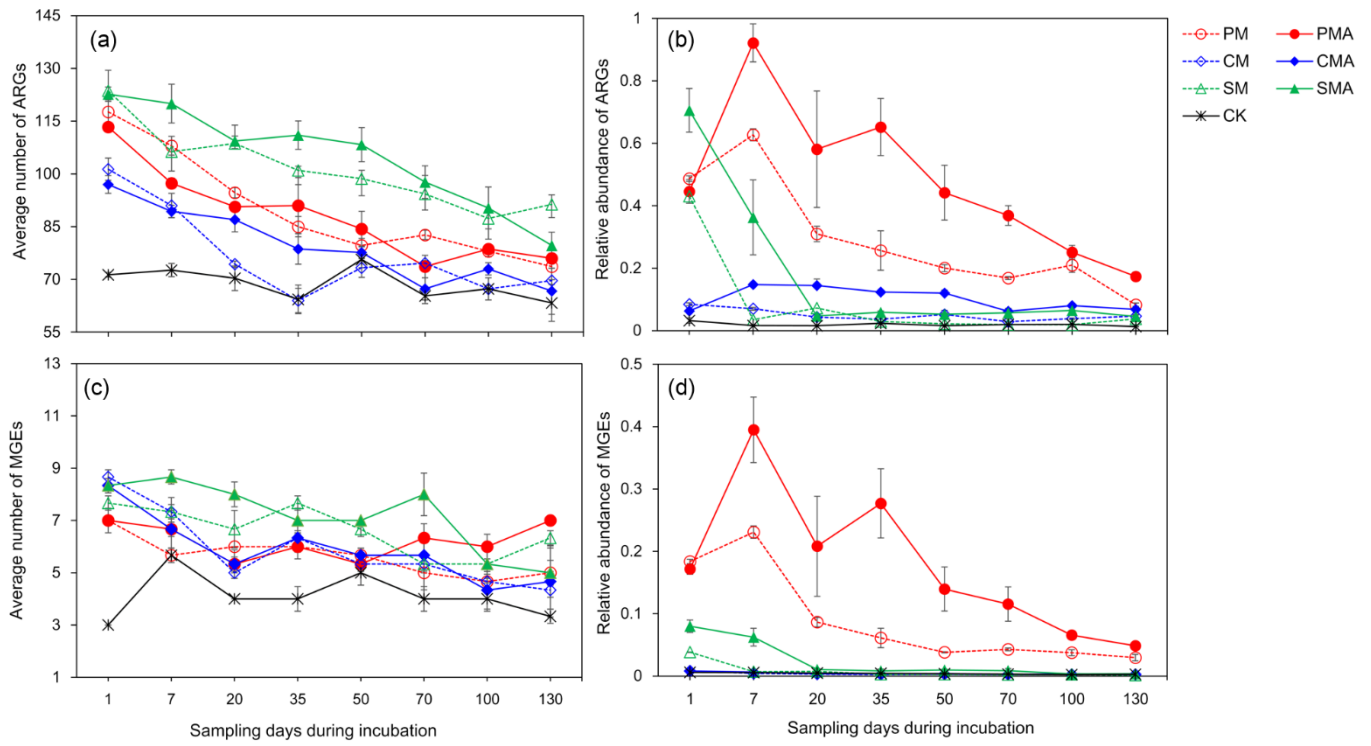 (a)
Average number of ARGs
145
130
115
100
85
70
55
(b)
Relative abundance of ARGs
1
0.8
0.6
0.4
0.2
0
PM PMA
CM CMA
SM SMA
CK
(c)
Average number of MGEs
13
11
9
7
5
3
1
1 7 20 35 50 70 100 130
Sampling days during incubation
(d)
Relative abundance of MGEs
0.5
0.4
0.3
0.2
0.1
0
1 7 20 35 50 70 100 130
Sampling days during incubation